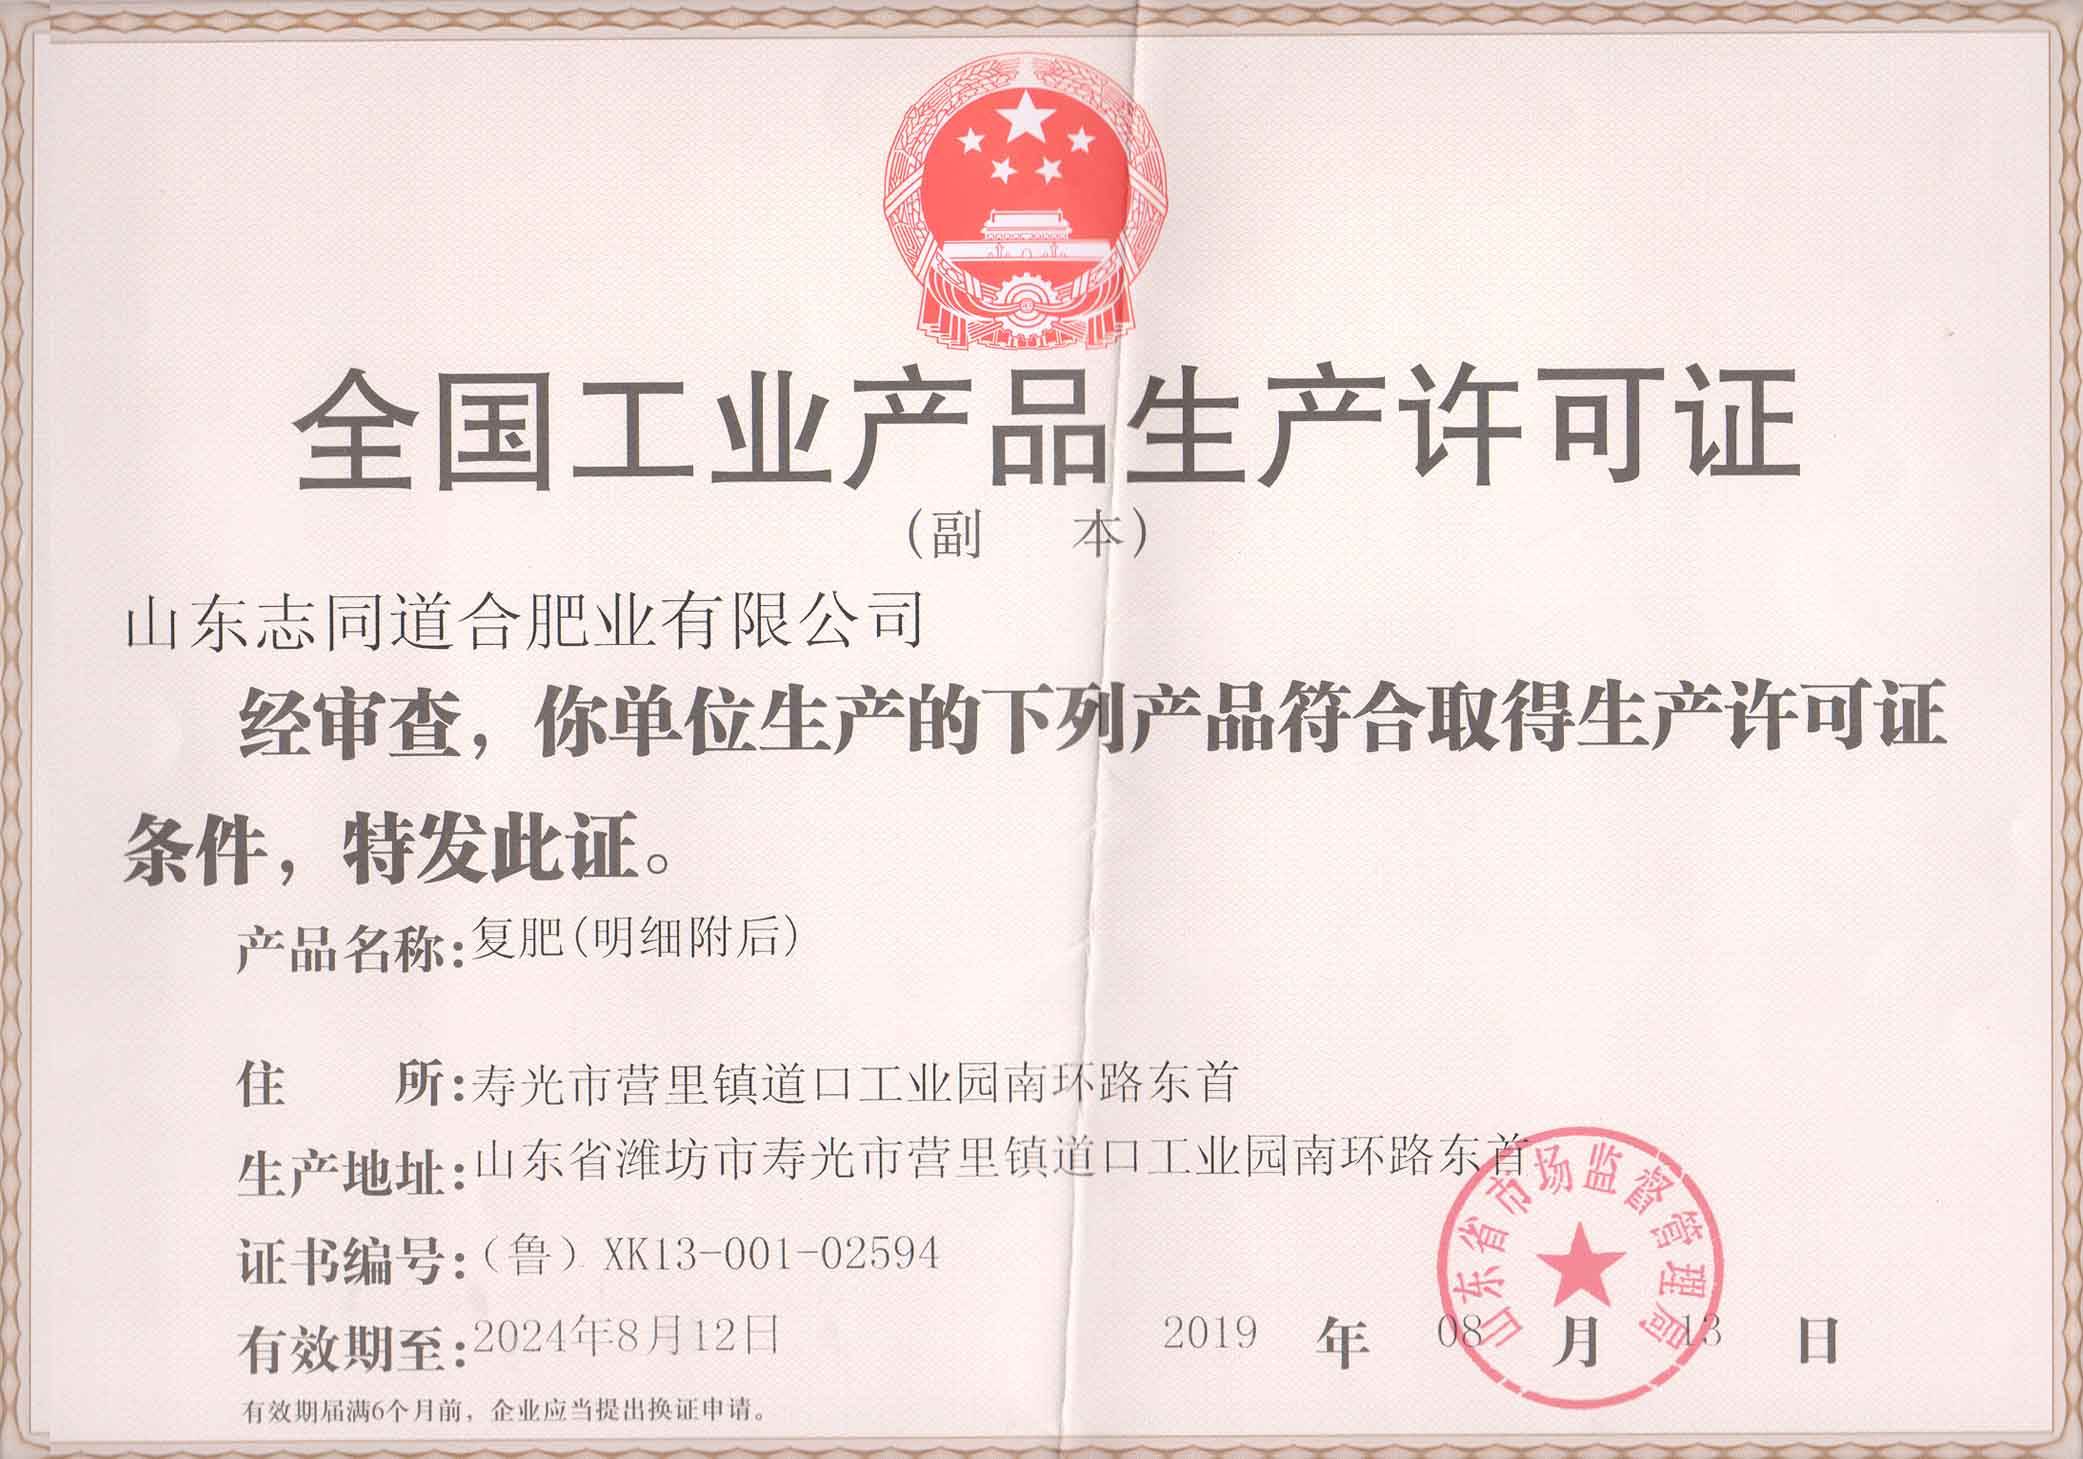 全国工业产品生产许可证
(副 本)
山东志同道合肥业有限公司
经审查，你单位生产的下列产品符合取得生产许可证
条件，特发此证。
产品名称：复肥(明细附后)
住 所：寿光市营里镇道口工业园南环路东首
生产地址：山东省潍坊市寿光市营里镇道口工业园南环路东首
证书编号：（鲁）XK13-001-02594
有效期至：2024年8月12日
2019 年 08 月 13 日
山东省市场监督管理局
有效期届满6个月前，企业应当提出换证申请。